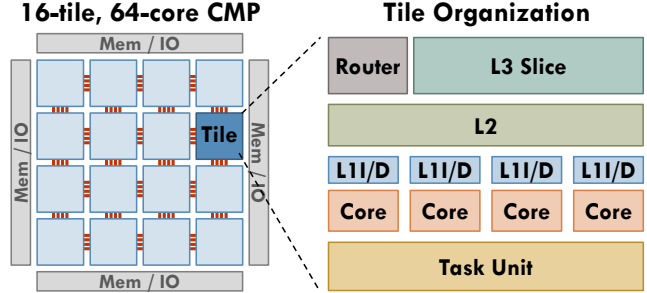 16-tile, 64-core CMP
Mem / IO
Mem / IO
Tile
Mem / IO
Mem / IO
Tile Organization
Router
L3 Slice
L2
L1I/D L1I/D L1I/D L1I/D
Core Core Core Core
Task Unit